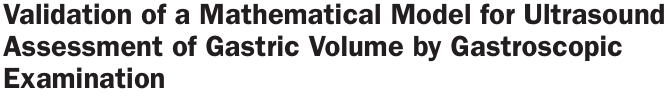 Validation of a Mathematical Model for Ultrasound
Assessment of Gastric Volume by Gastroscopic
Examination